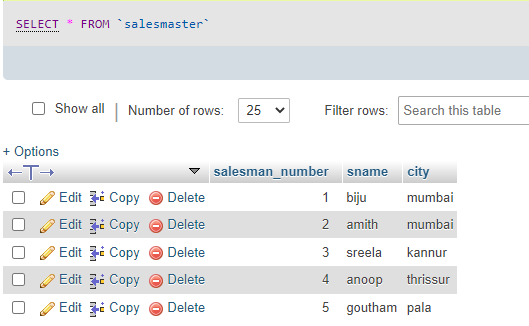 SELECT * FROM `salesmaster`
Show all | Number of rows: 25 Filter rows: Search this table
+ Options
←T→ salesman_number sname city
Edit Copy Delete 1 biju mumbai
Edit Copy Delete 2 amith mumbai
Edit Copy Delete 3 sreela kannur
Edit Copy Delete 4 anoop thrissur
Edit Copy Delete 5 goutham pala